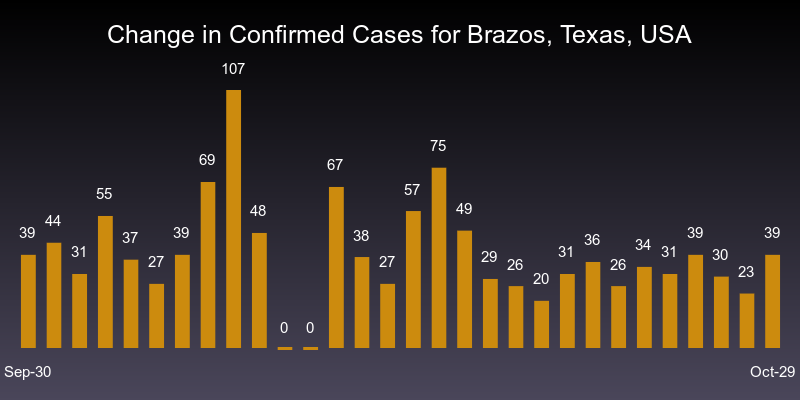 Change in Confirmed Cases for Brazos, Texas, USA
39 44 31 55 37 27 39 69 107 48 0 0 67 38 27 57 75 49 29 26 20 31 36 26 34 31 39 30 23 39
Sep-30 Oct-29